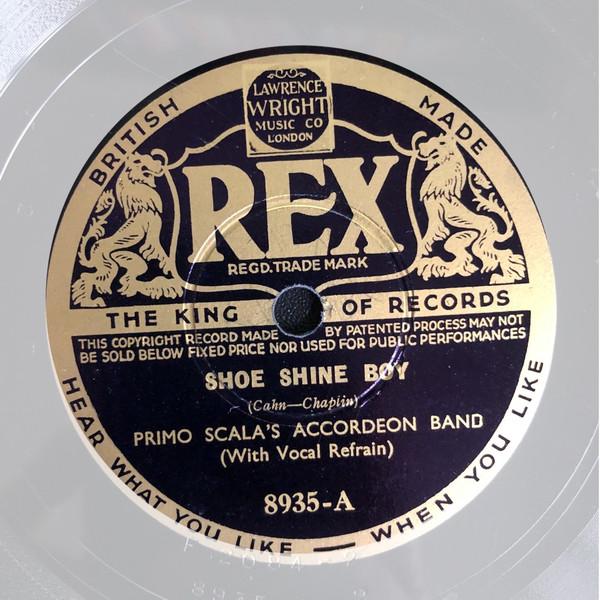 LAWRENCE
WRIGHT
MUSIC CO
LONDON
BRITISH MADE
REX
REGD. TRADE MARK
THE KING OF RECORDS
THIS COPYRIGHT RECORD MADE BY PATENTED PROCESS MAY NOT
BE SOLD BELOW FIXED PRICE NOR USED FOR PUBLIC PERFORMANCES
SHOE SHINE BOY
(Cahn—Chaplin)
PRIMO SCALA'S ACCORDEON BAND
(With Vocal Refrain)
8935-A
HEAR WHAT YOU LIKE — WHEN YOU LIKE